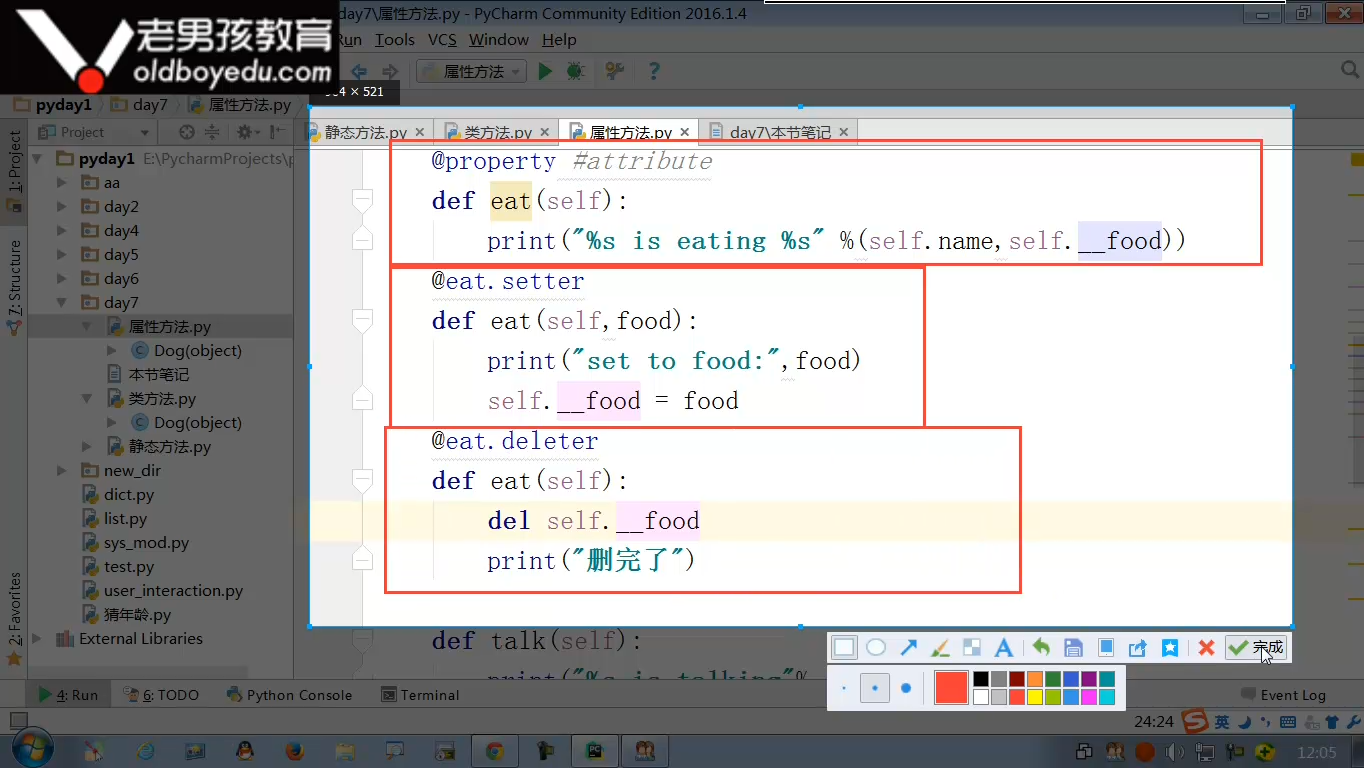 day7\属性方法.py - PyCharm Community Edition 2016.1.4
老男孩教育
oldboyedu.com
Run Tools VCS Window Help
属性方法
pyday1 day7 属性方法.py
× 521
Project
静态方法.py
类方法.py
属性方法.py
day7\本节笔记
1: Project
7: Structure
2: Favorites
pyday1 E:\PycharmProjects\p
aa
day2
day4
day5
day6
day7
属性方法.py
Dog(object)
本节笔记
类方法.py
Dog(object)
静态方法.py
new_dir
dict.py
list.py
sys_mod.py
test.py
user_interaction.py
猜年龄.py
External Libraries
@property #attribute
def eat(self):
print("%s is eating %s" %(self.name,self.__food))
@eat.setter
def eat(self,food):
print("set to food:",food)
self.__food = food
@eat.deleter
def eat(self):
del self.__food
print("删完了")
def talk(self):
print("%s is talking"%
完成
4: Run 6: TODO Python Console Terminal Event Log
24:24
英
12:05